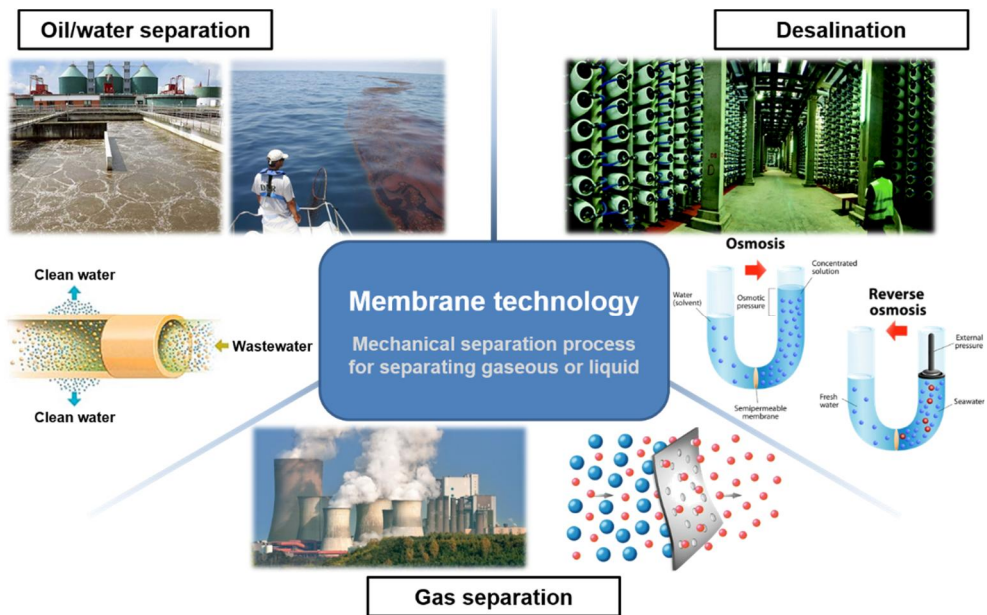 Oil/water separation
Desalination
Clean water
Wastewater
Clean water
Membrane technology
Mechanical separation process
for separating gaseous or liquid
Osmosis
Water
(solvent)
Osmotic
pressure
Concentrated
solution
Semipermeable
membrane
Reverse
osmosis
External
pressure
Fresh
water
Seawater
Gas separation